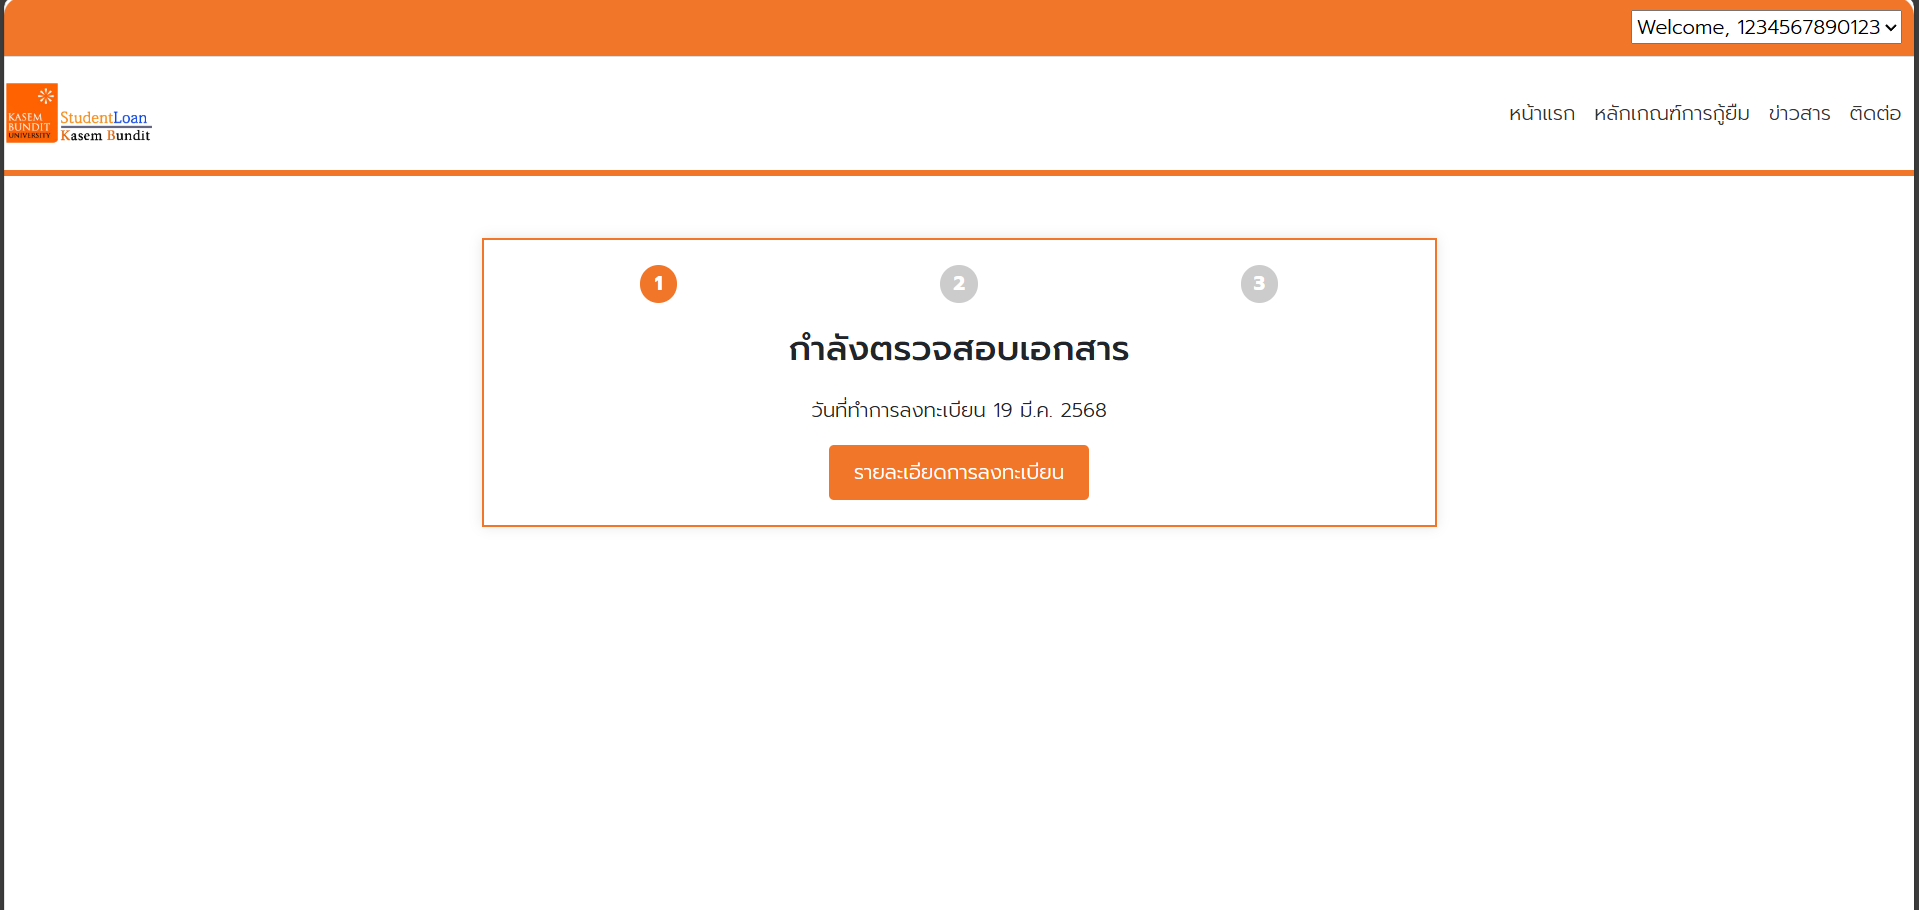 Welcome, 1234567890123
KASEM
BUNDIT
UNIVERSITY
StudentLoan
Kasem Bundit
หน้าแรก หลักเกณฑ์การกู้ยืม ข่าวสาร ติดต่อ
1 2 3
กำลังตรวจสอบเอกสาร
วันที่ทำการลงทะเบียน 19 มี.ค. 2568
รายละเอียดการลงทะเบียน